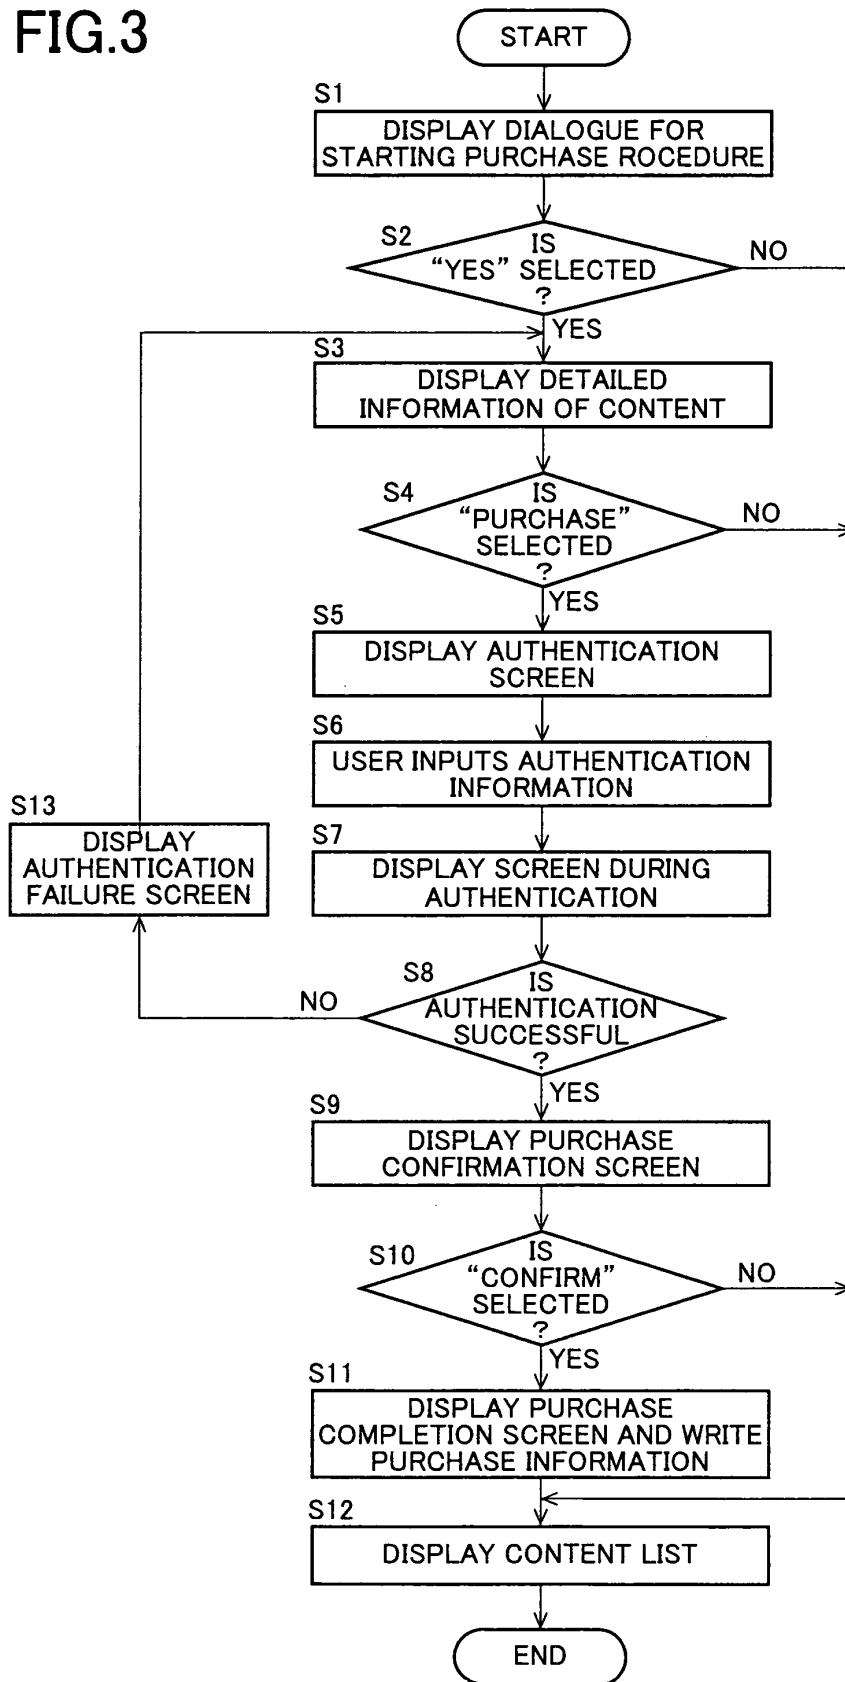 FIG.3
START
S1
DISPLAY DIALOGUE FOR
STARTING PURCHASE ROCEDURE
S2
IS
“YES” SELECTED
?
NO
YES
S3
DISPLAY DETAILED
INFORMATION OF CONTENT
S4
IS
“PURCHASE”
SELECTED
?
NO
YES
S5
DISPLAY AUTHENTICATION
SCREEN
S6
USER INPUTS AUTHENTICATION
INFORMATION
S13
DISPLAY
AUTHENTICATION
FAILURE SCREEN
S7
DISPLAY SCREEN DURING
AUTHENTICATION
S8
IS
AUTHENTICATION
SUCCESSFUL
?
NO
YES
S9
DISPLAY PURCHASE
CONFIRMATION SCREEN
S10
IS
“CONFIRM”
SELECTED
?
NO
YES
S11
DISPLAY PURCHASE
COMPLETION SCREEN AND WRITE
PURCHASE INFORMATION
S12
DISPLAY CONTENT LIST
END